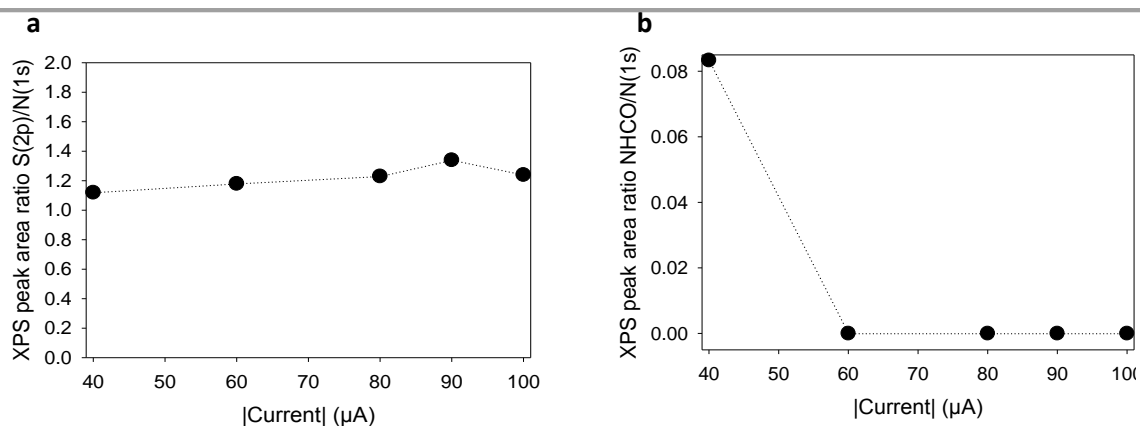 a
XPS peak area ratio S(2p)/N(1s)
2.0
1.8
1.6
1.4
1.2
1.0
0.8
0.6
0.4
0.2
0.0
40 50 60 70 80 90 100
|Current| (µA)
b
XPS peak area ratio NHCO/N(1s)
0.08
0.06
0.04
0.02
0.00
40 50 60 70 80 90 100
|Current| (µA)